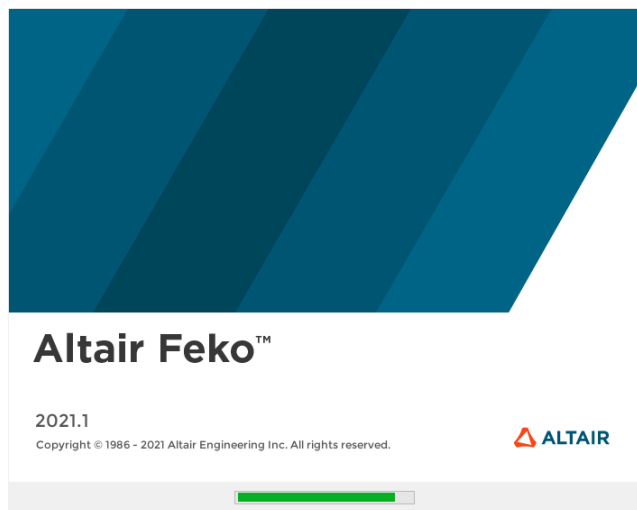 Altair Feko™
2021.1
Copyright © 1986 - 2021 Altair Engineering Inc. All rights reserved.
ALTAIR